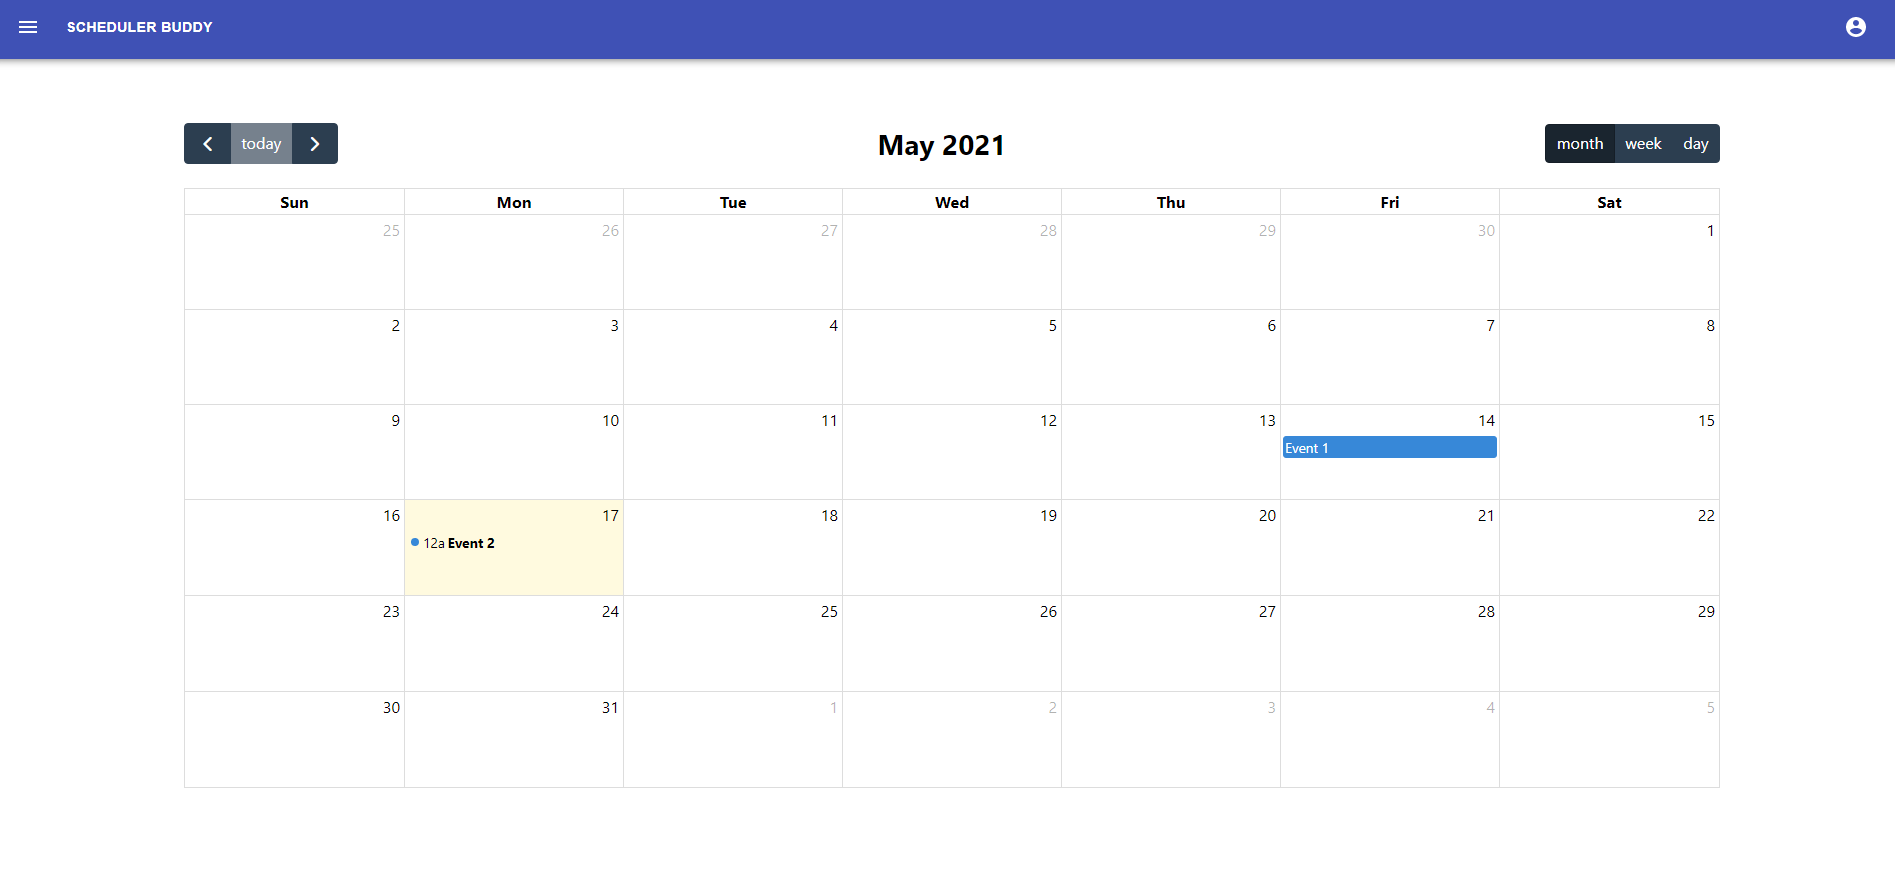 SCHEDULER BUDDY
today
May 2021
month week day
Sun Mon Tue Wed Thu Fri Sat
25 26 27 28 29 30 1
2 3 4 5 6 7 8
9 10 11 12 13 14 15
Event 1
16 17 18 19 20 21 22
12a Event 2
23 24 25 26 27 28 29
30 31 1 2 3 4 5